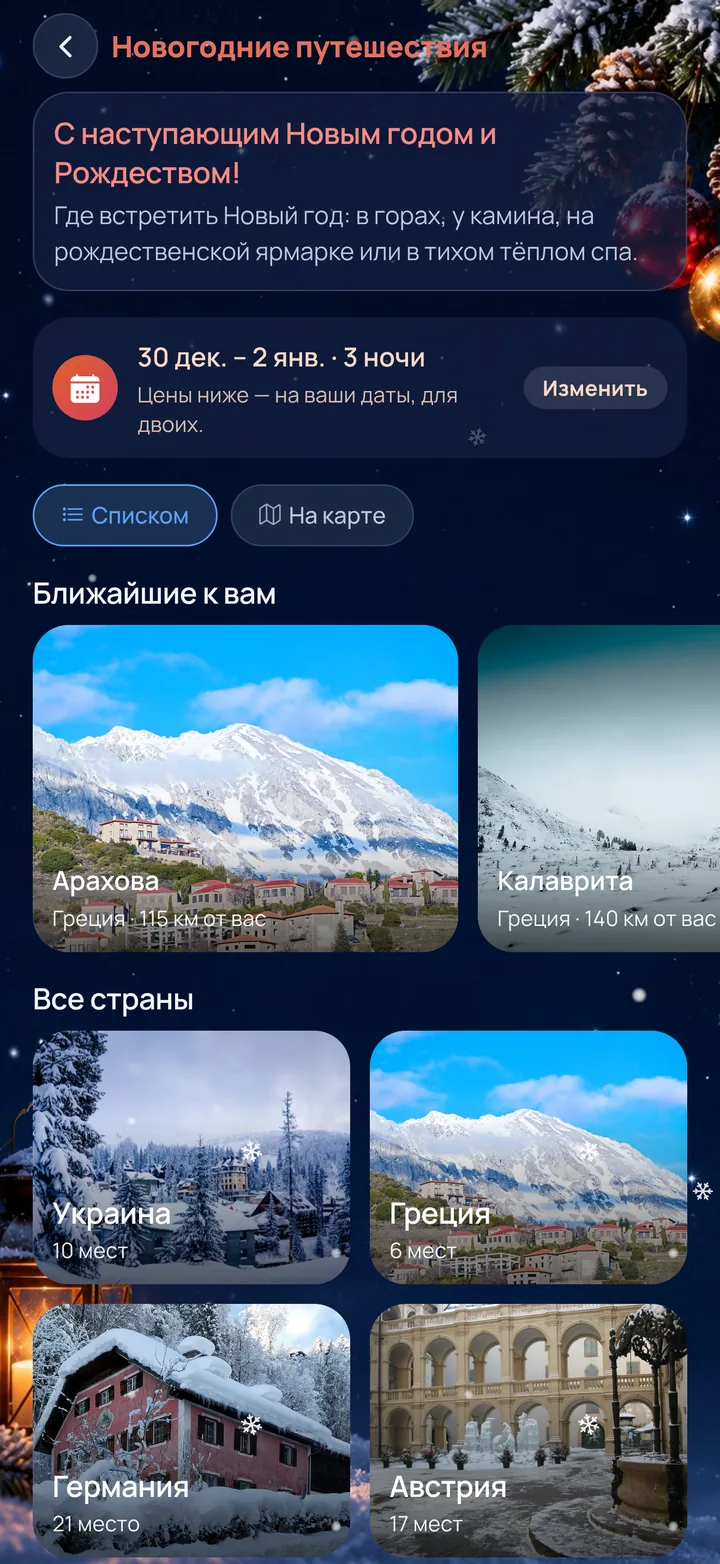 Новогодние путешествия
С наступающим Новым годом и
Рождеством!
Где встретить Новый год: в горах, у камина, на
рождественской ярмарке или в тихом тёплом спа.
30 дек. – 2 янв. · 3 ночи
Цены ниже — на ваши даты, для
двоих.
Изменить
Списком
На карте
Ближайшие к вам
Арахова
Греция · 115 км от вас
Калаврита
Греция · 140 км от вас
Все страны
Украина
10 мест
Греция
6 мест
Германия
21 место
Австрия
17 мест